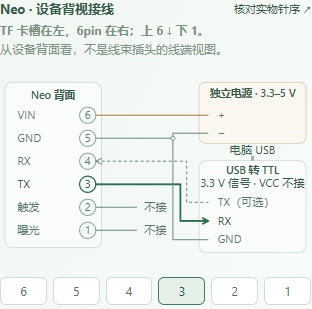 Neo · 设备背视接线
核对实物针序 ↗
TF 卡槽在左，6pin 在右；上 6 ↓ 下 1。
从设备背面看，不是线束插头的线端视图。
Neo 背面
VIN 6
GND 5
RX 4
TX 3
触发 2 不接
曝光 1 不接
独立电源 · 3.3–5 V
+
−
电脑 USB
USB 转 TTL
3.3 V 信号 · VCC 不接
TX（可选）
RX
GND
6 5 4 3 2 1